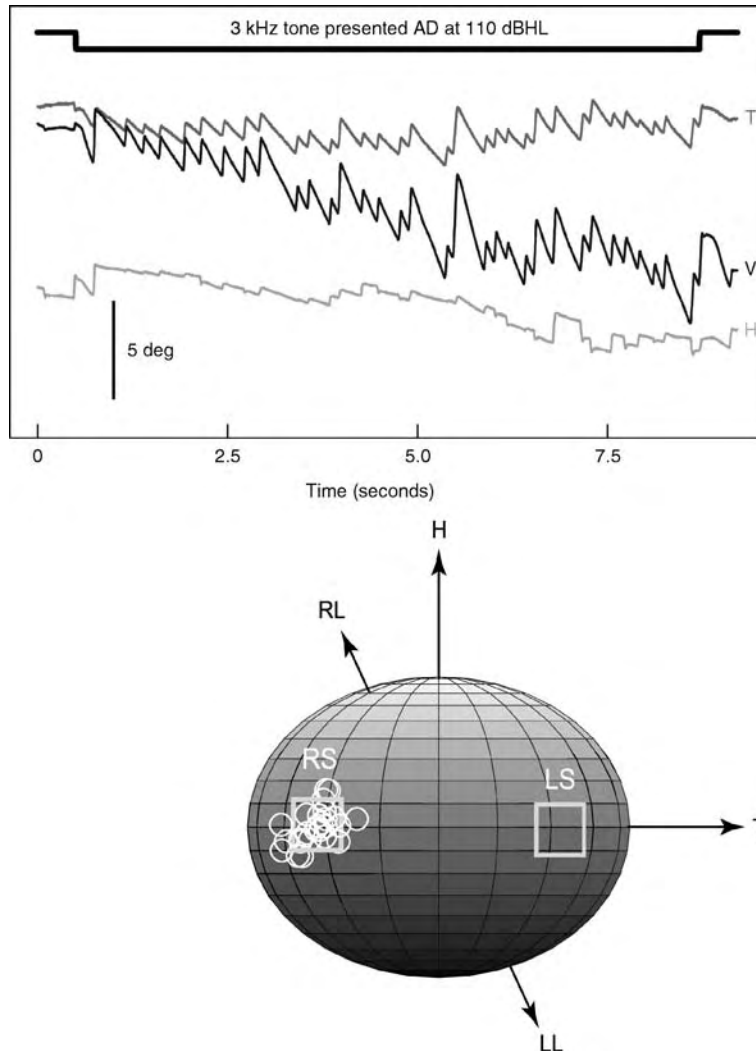 3 kHz tone presented AD at 110 dBHL
T
V
H
5 deg
0 2.5 5.0 7.5
Time (seconds)
H
RL
RS
LS
LL